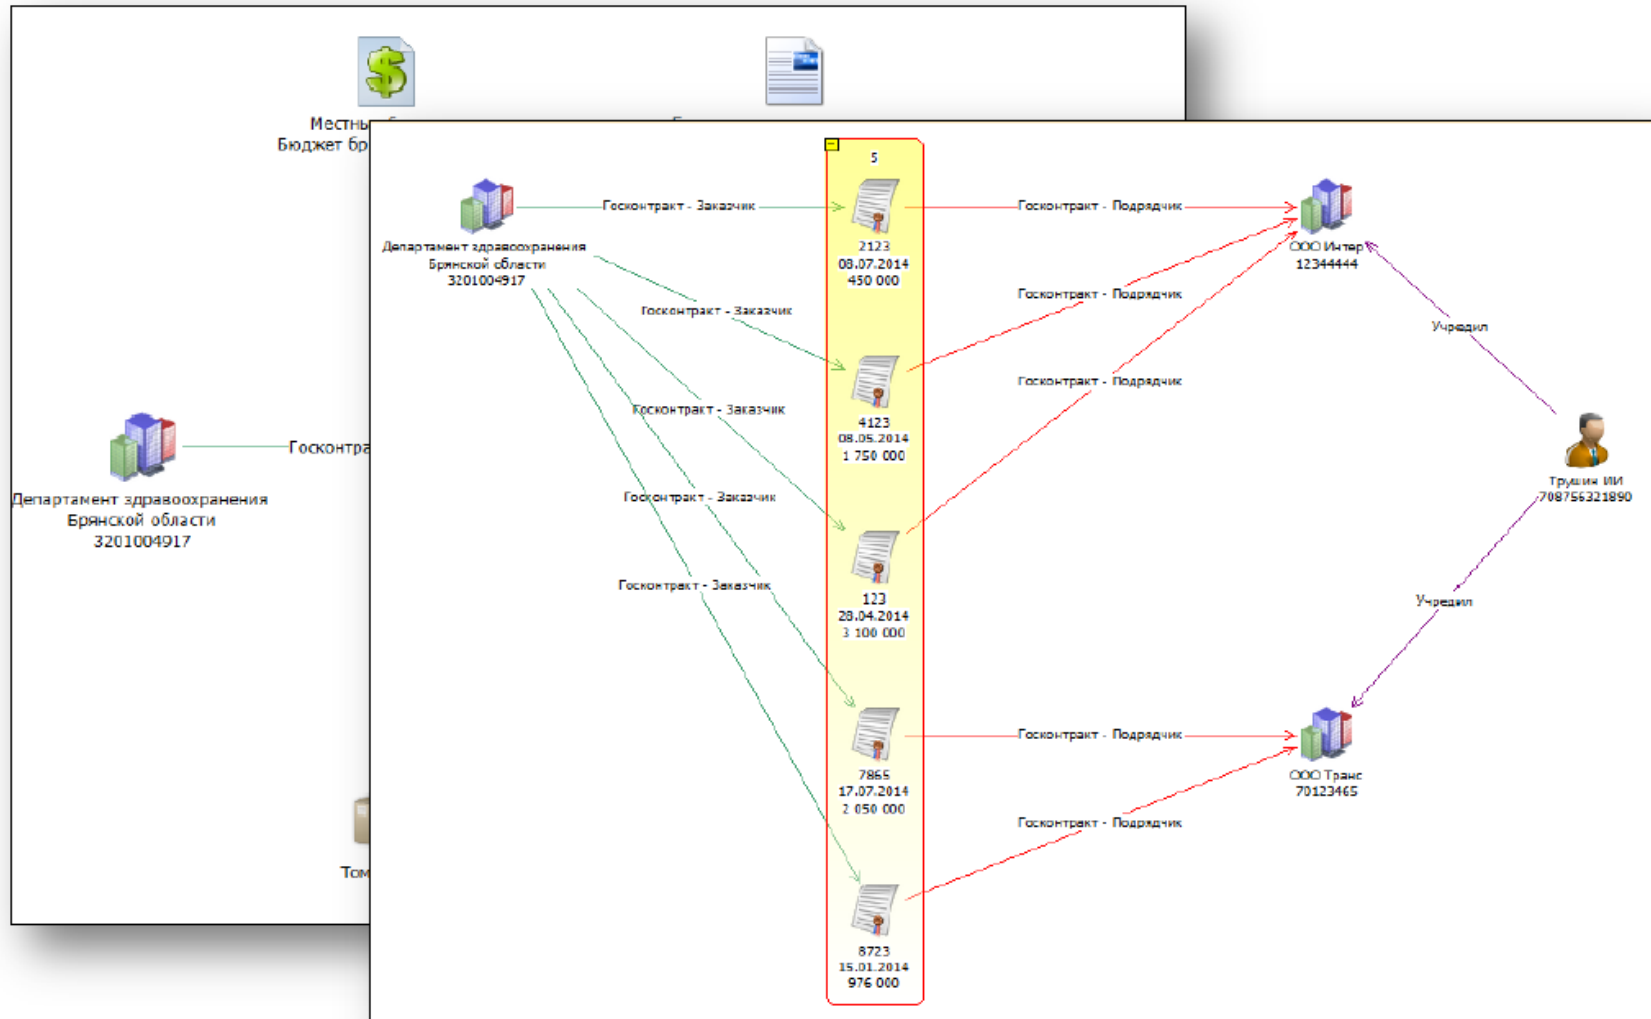 Местны
Бюджет бр
Департамент здравоохранения
Брянской области
3201004917
Госконтра
Том
5
Департамент здравоохранения
Брянской области
3201004917
Госконтракт - Заказчик
Госконтракт - Заказчик
Госконтракт - Заказчик
Госконтракт - Заказчик
Госконтракт - Заказчик
2123
08.07.2014
450 000
4123
08.05.2014
1 750 000
123
28.04.2014
3 100 000
7865
17.07.2014
2 050 000
8723
15.01.2014
976 000
Госконтракт - Подрядчик
Госконтракт - Подрядчик
Госконтракт - Подрядчик
Госконтракт - Подрядчик
Госконтракт - Подрядчик
ООО Интер
12344444
Учредил
Трушин ИИ
708756321890
Учредил
ООО Транс
70123465